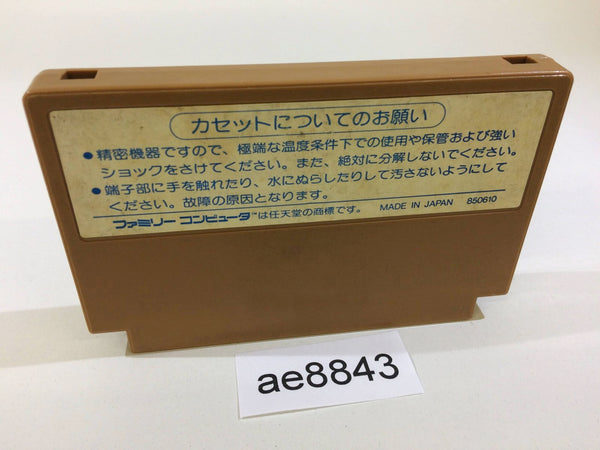 カセットについてのお願い
●精密機器ですので、極端な温度条件下での使用や保管および強い
ショックをさけてください。また、絶対に分解しないでください。
●端子部に手を触れたり、水にぬらしたりして汚さないようにして
ください。故障の原因となります。
ファミリーコンピュータ™は任天堂の商標です。 MADE IN JAPAN 850610
ae8843